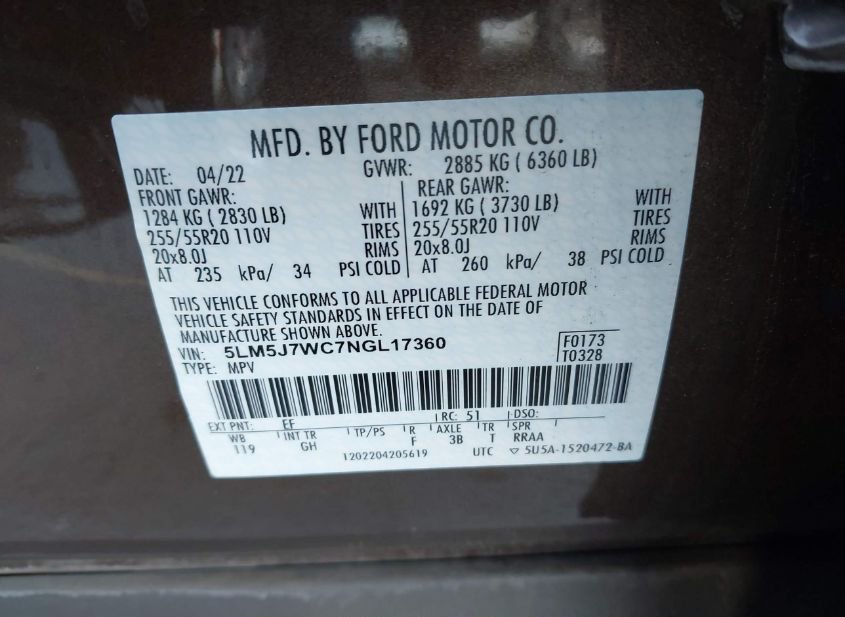 MFD. BY FORD MOTOR CO.
DATE: 04/22 GVWR: 2885 KG ( 6360 LB)
FRONT GAWR: REAR GAWR:
1284 KG ( 2830 LB) WITH 1692 KG ( 3730 LB) WITH
255/55R20 110V TIRES 255/55R20 110V TIRES
20x8.0J RIMS 20x8.0J RIMS
AT 235 kPa/ 34 PSI COLD AT 260 kPa/ 38 PSI COLD
THIS VEHICLE CONFORMS TO ALL APPLICABLE FEDERAL MOTOR
VEHICLE SAFETY STANDARDS IN EFFECT ON THE DATE OF
MANUFACTURE SHOWN ABOVE.
VIN: 5LM5J7WC7NGL17360 F0173
TYPE: MPV T0328
EXT PNT: EF RC: 51 DSO:
WB INT TR TP/PS R AXLE TR SPR
119 GH F 3B T RRAA
1202204205619 UTC ▽ 5U5A-1520472-BA